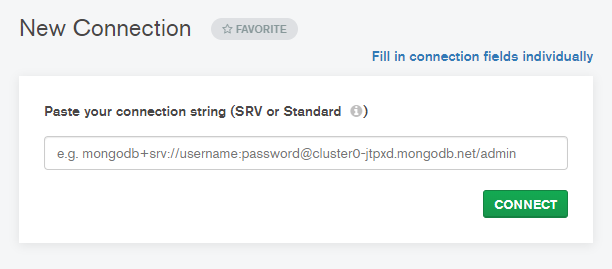 New Connection
☆ FAVORITE
Fill in connection fields individually
Paste your connection string (SRV or Standard ℹ)
e.g. mongodb+srv://username:password@cluster0-jtpxd.mongodb.net/admin
CONNECT